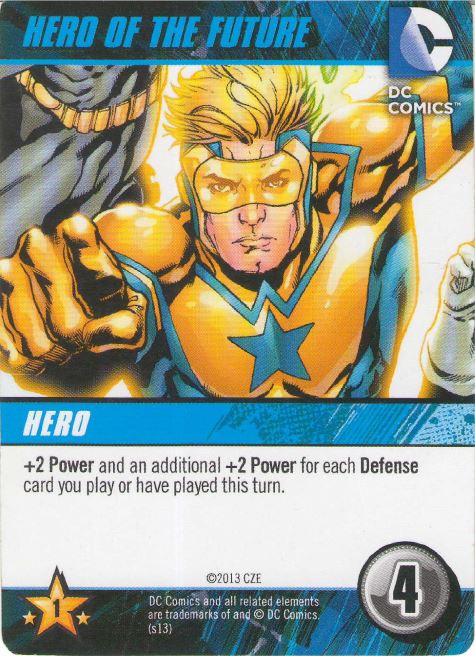 HERO OF THE FUTURE
DC
COMICS™
HERO
+2 Power and an additional +2 Power for each Defense
card you play or have played this turn.
©2013 CZE
1
DC Comics and all related elements
are trademarks of and © DC Comics.
(s13)
4